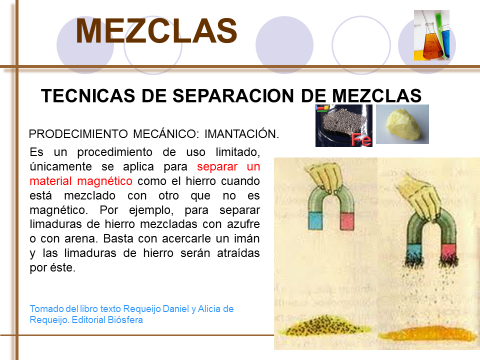 MEZCLAS
TECNICAS DE SEPARACION DE MEZCLAS
Fe
PRODECIMIENTO MECÁNICO: IMANTACIÓN.
Es un procedimiento de uso limitado,
únicamente se aplica para separar un
material magnético como el hierro cuando
está mezclado con otro que no es
magnético. Por ejemplo, para separar
limaduras de hierro mezcladas con azufre
o con arena. Basta con acercarle un imán
y las limaduras de hierro serán atraídas
por éste.
Tomado del libro texto Requeijo Daniel y Alicia de
Requeijo. Editorial Biósfera